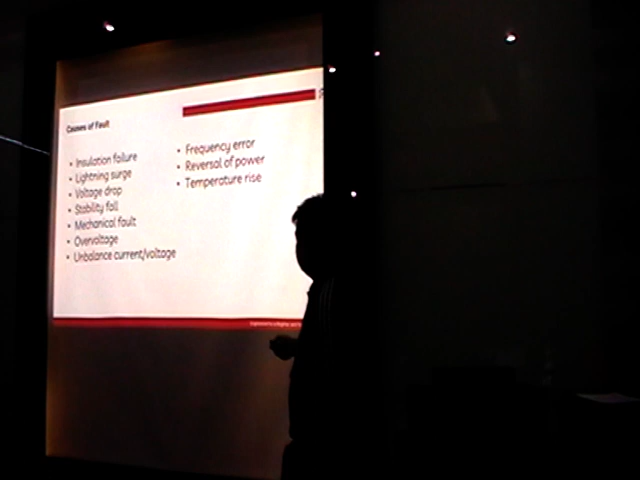 Causes of Fault
• Insulation failure
• Lightning surge
• Voltage drop
• Stability fall
• Mechanical fault
• Overvoltage
• Unbalance current/voltage
• Frequency error
• Reversal of power
• Temperature rise